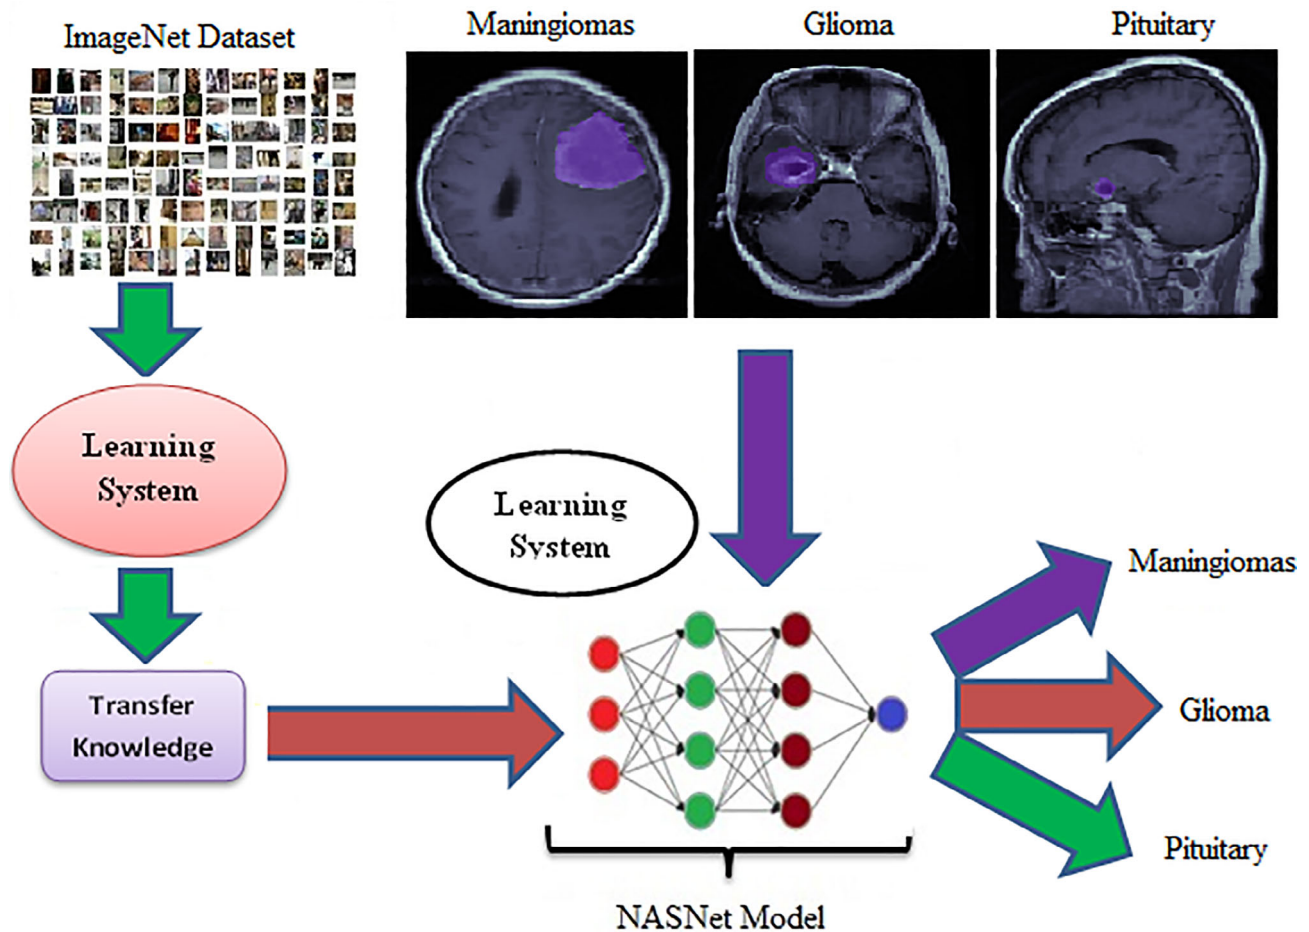 ImageNet Dataset
Maningiomas
Glioma
Pituitary
Learning
System
Transfer
Knowledge
Learning
System
NASNet Model
Maningiomas
Glioma
Pituitary